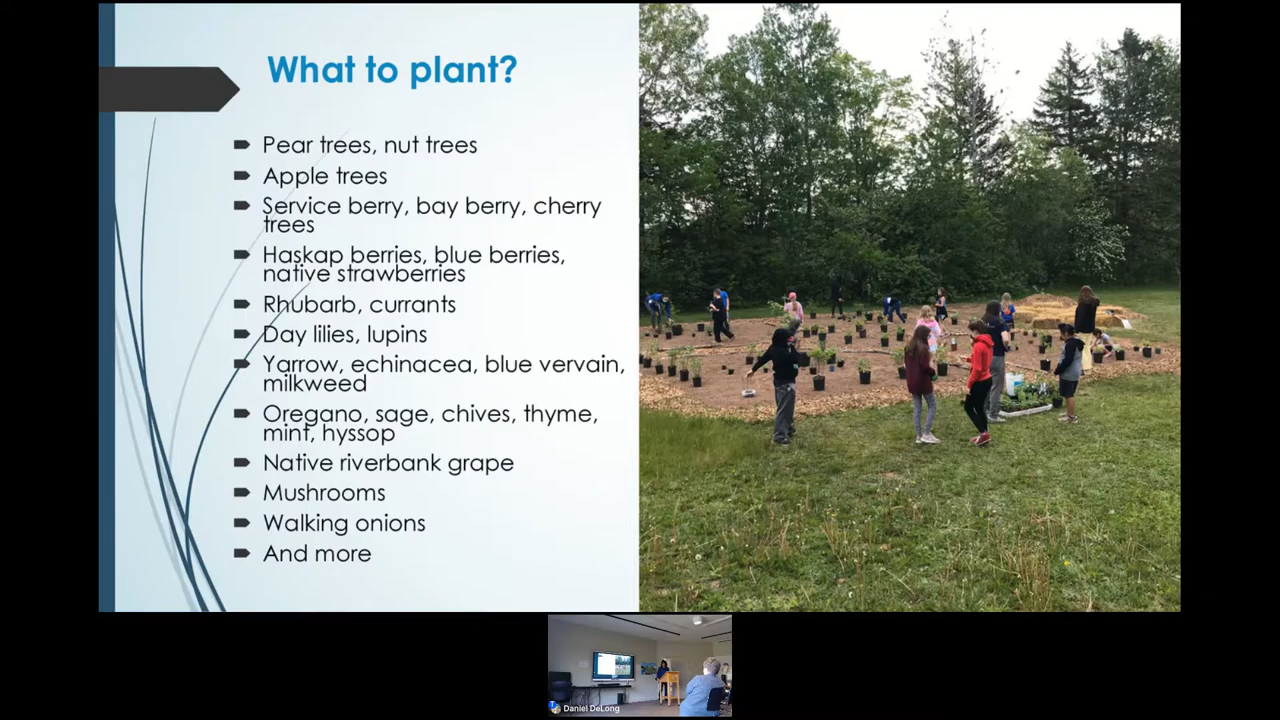 What to plant?
Pear trees, nut trees
Apple trees
Service berry, bay berry, cherry
trees
Haskap berries, blue berries,
native strawberries
Rhubarb, currants
Day lilies, lupins
Yarrow, echinacea, blue vervain,
milkweed
Oregano, sage, chives, thyme,
mint, hyssop
Native riverbank grape
Mushrooms
Walking onions
And more
Daniel DeLong